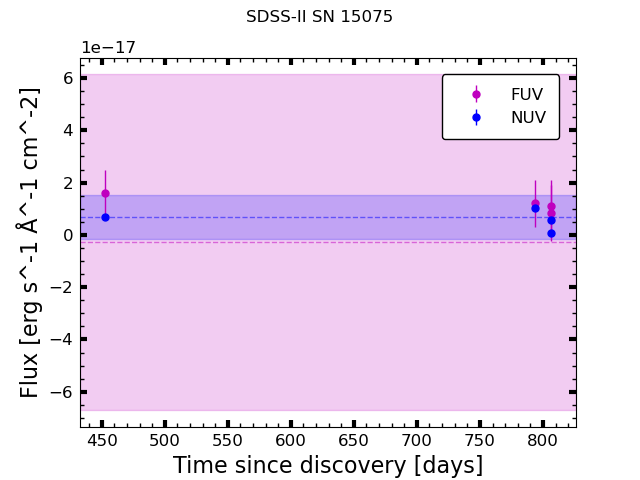 SDSS-II SN 15075
1e−17
FUV
NUV
6
4
2
0
−2
−4
−6
Flux [erg s^-1 Å^-1 cm^-2]
450 500 550 600 650 700 750 800
Time since discovery [days]